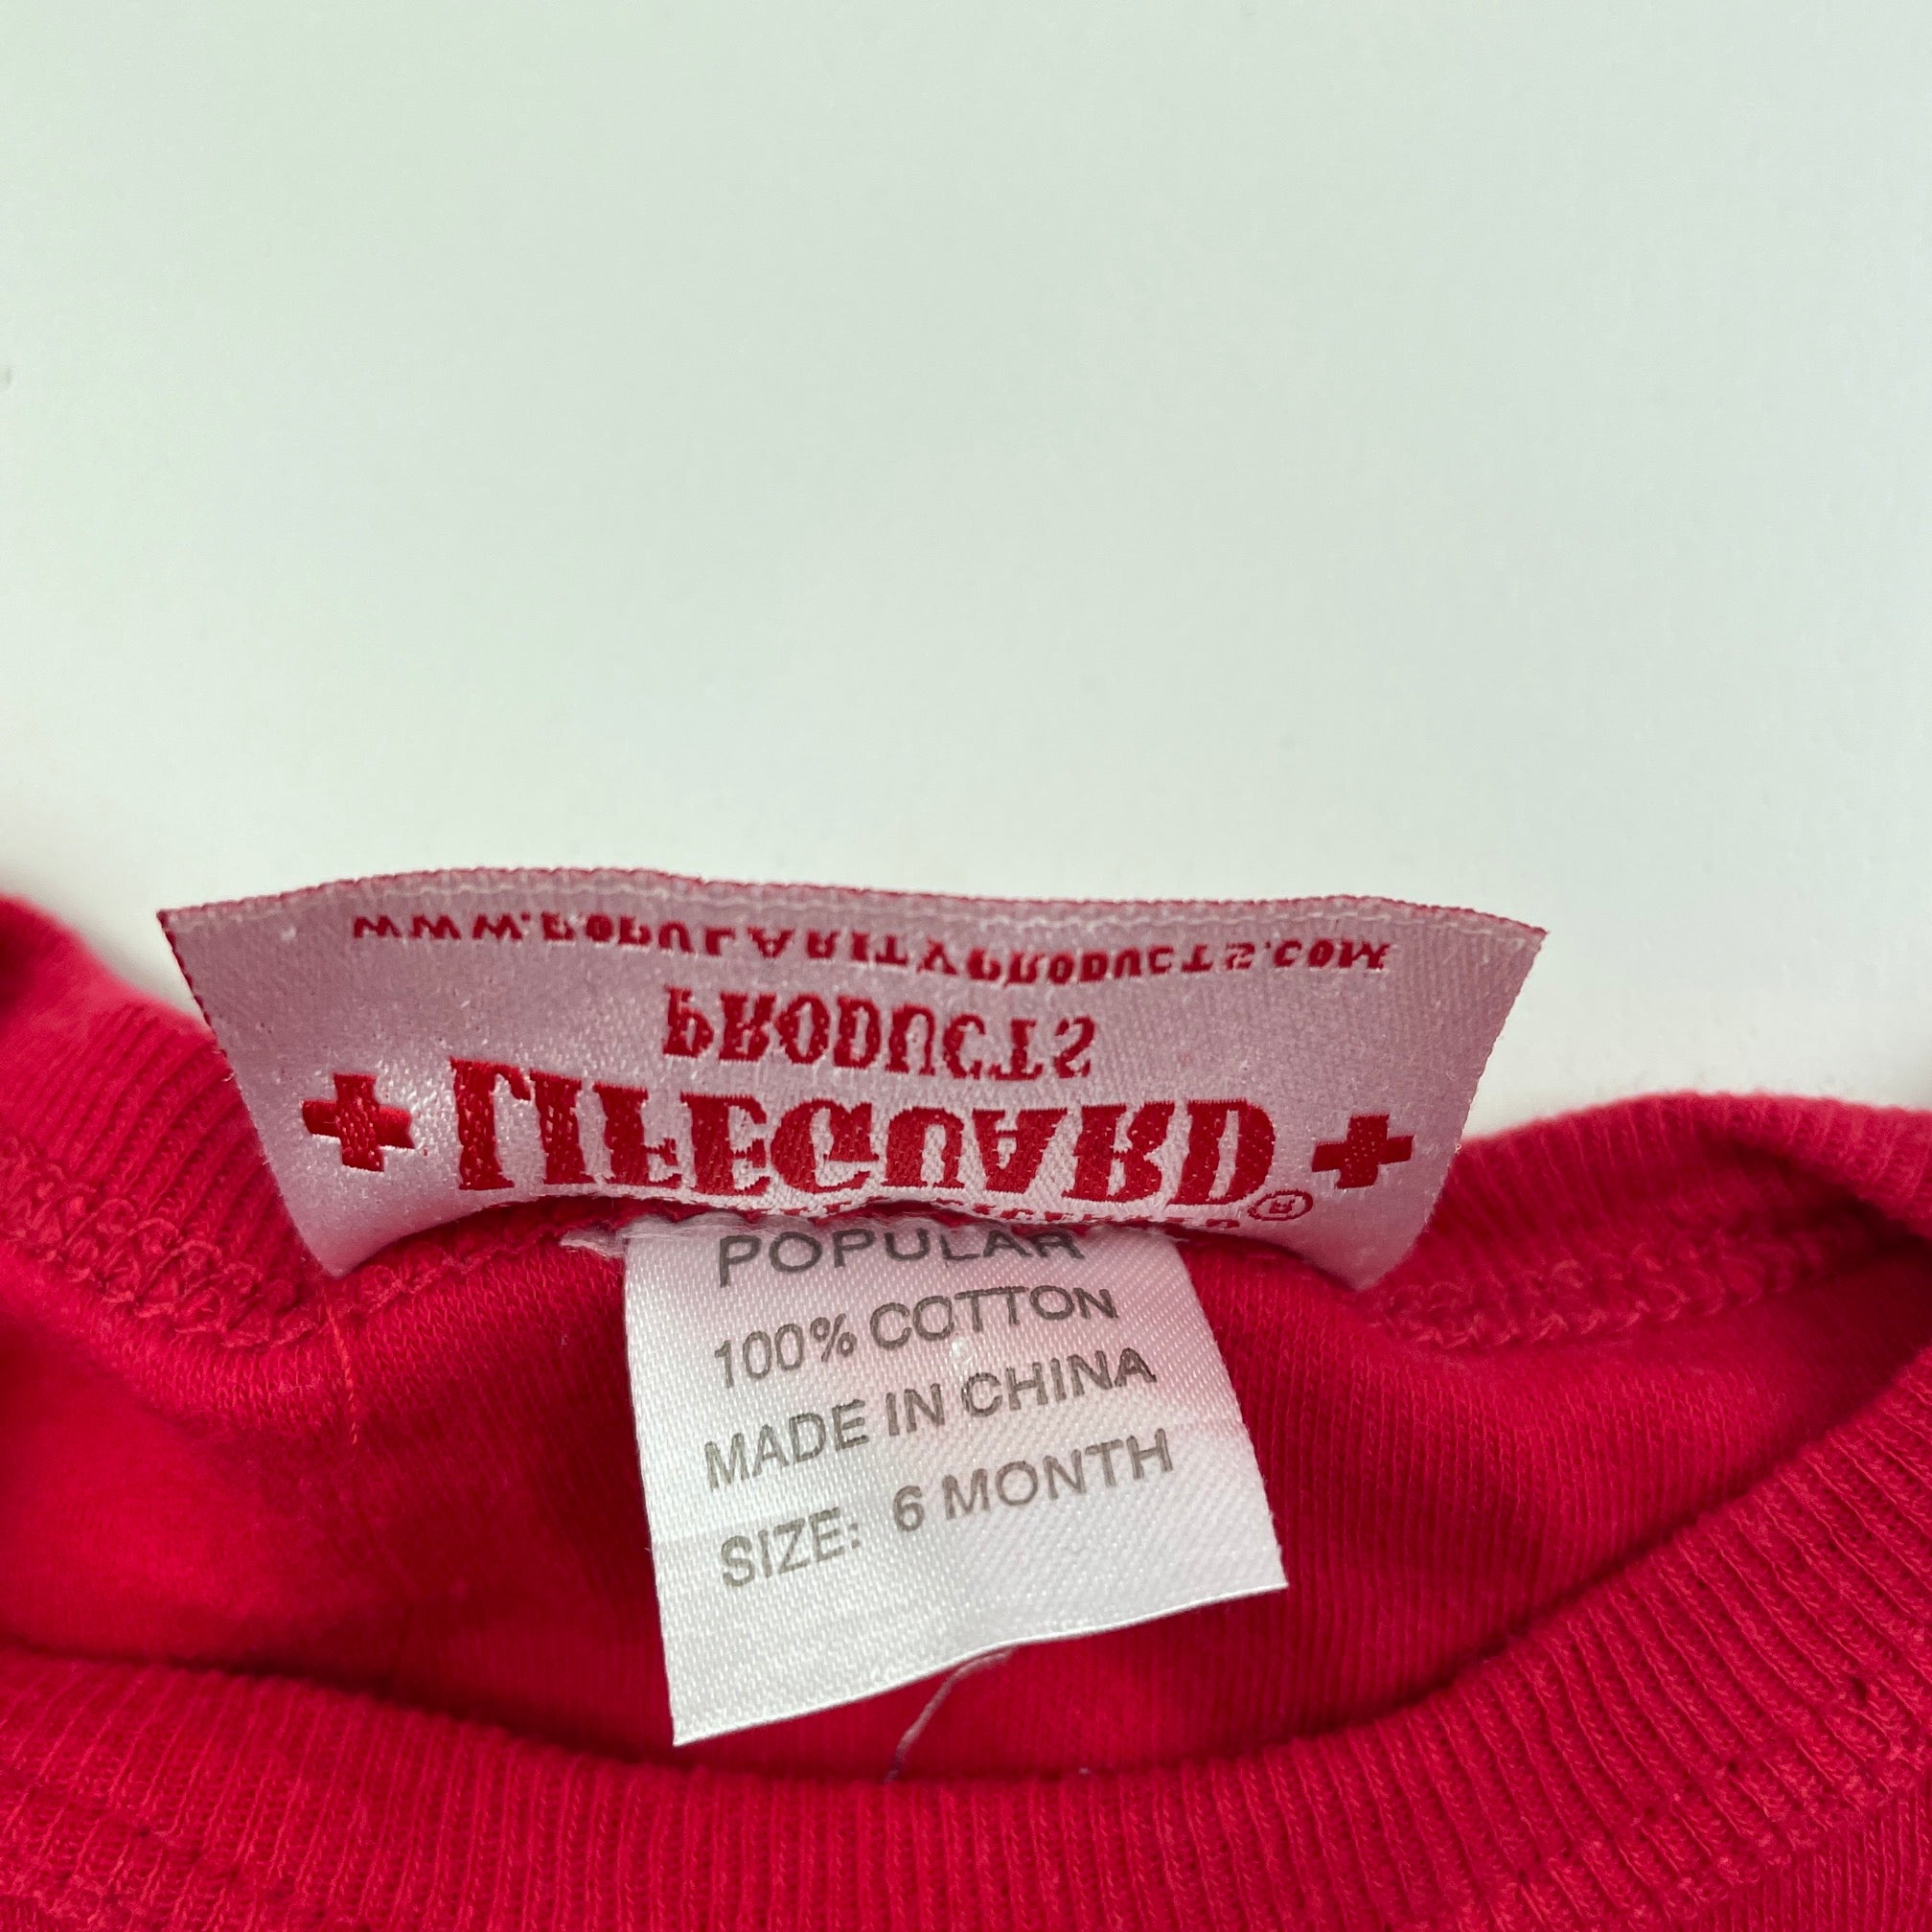 WWW.POPULARITYPRODUCTS.COM
PRODUCTS
LIFEGUARD®
POPULAR
100% COTTON
MADE IN CHINA
SIZE: 6 MONTH